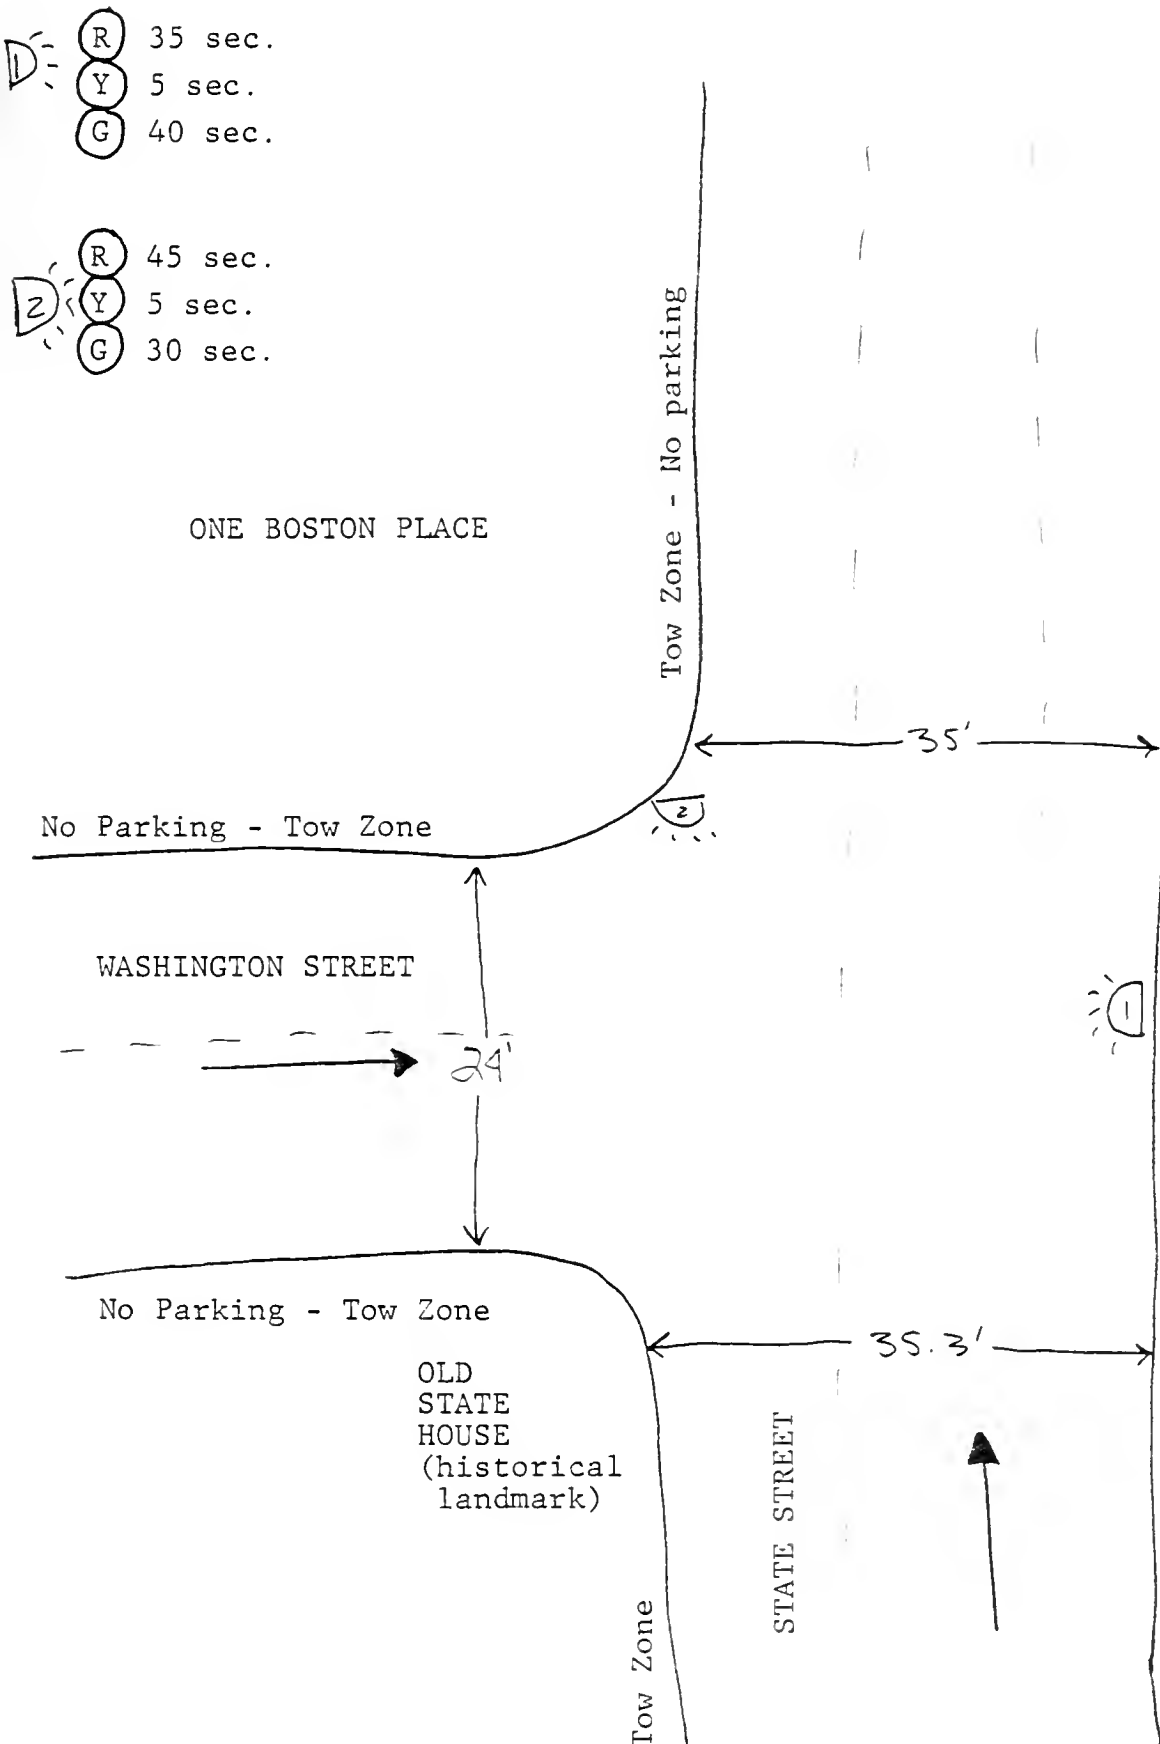 1 R 35 sec.
Y 5 sec.
G 40 sec.
R 45 sec.
2 Y 5 sec.
G 30 sec.
Tow Zone - No parking
ONE BOSTON PLACE
35'
2
No Parking - Tow Zone
WASHINGTON STREET
1
24'
No Parking - Tow Zone
35.3'
OLD
STATE
HOUSE
(historical
landmark)
STATE STREET
Tow Zone